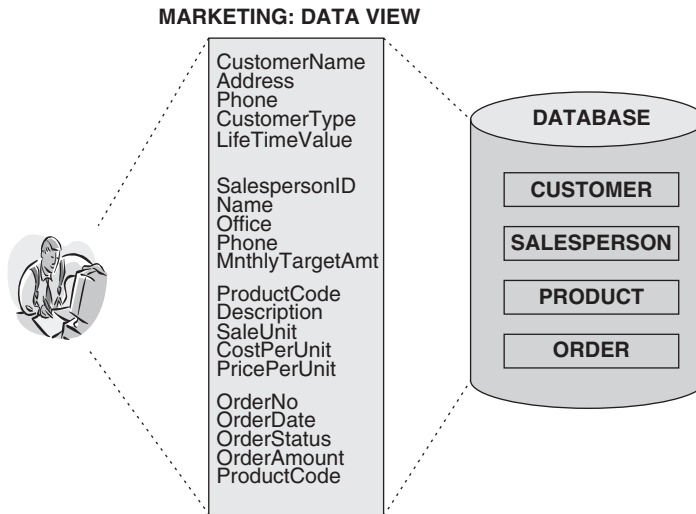 MARKETING: DATA VIEW
CustomerName
Address
Phone
CustomerType
LifeTimeValue
SalespersonID
Name
Office
Phone
MnthlyTargetAmt
ProductCode
Description
SaleUnit
CostPerUnit
PricePerUnit
OrderNo
OrderDate
OrderStatus
OrderAmount
ProductCode
DATABASE
CUSTOMER
SALESPERSON
PRODUCT
ORDER